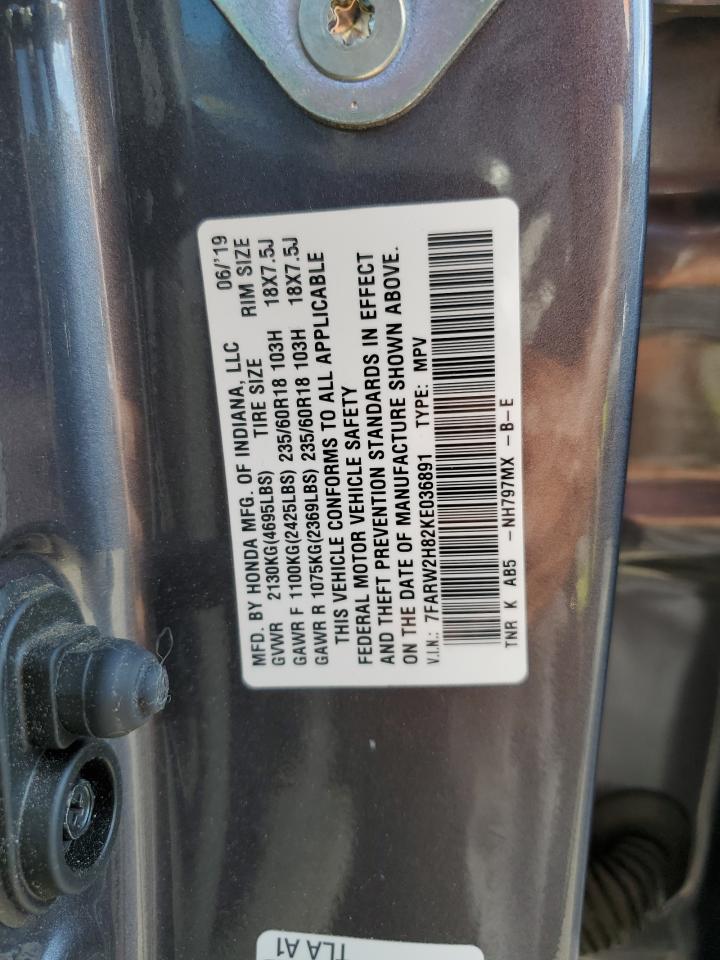 MFD. BY HONDA MFG. OF INDIANA, LLC 06/'19
GVWR 2130KG(4695LBS) TIRE SIZE RIM SIZE
GAWR F 1100KG(2425LBS) 235/60R18 103H 18X7.5J
GAWR R 1075KG(2369LBS) 235/60R18 103H 18X7.5J
THIS VEHICLE CONFORMS TO ALL APPLICABLE
FEDERAL MOTOR VEHICLE SAFETY
AND THEFT PREVENTION STANDARDS IN EFFECT
ON THE DATE OF MANUFACTURE SHOWN ABOVE.
V.I.N.: 7FARW2H82KE036891 TYPE: MPV
TNR K AB5 -NH797MX -B-E
TLA A1